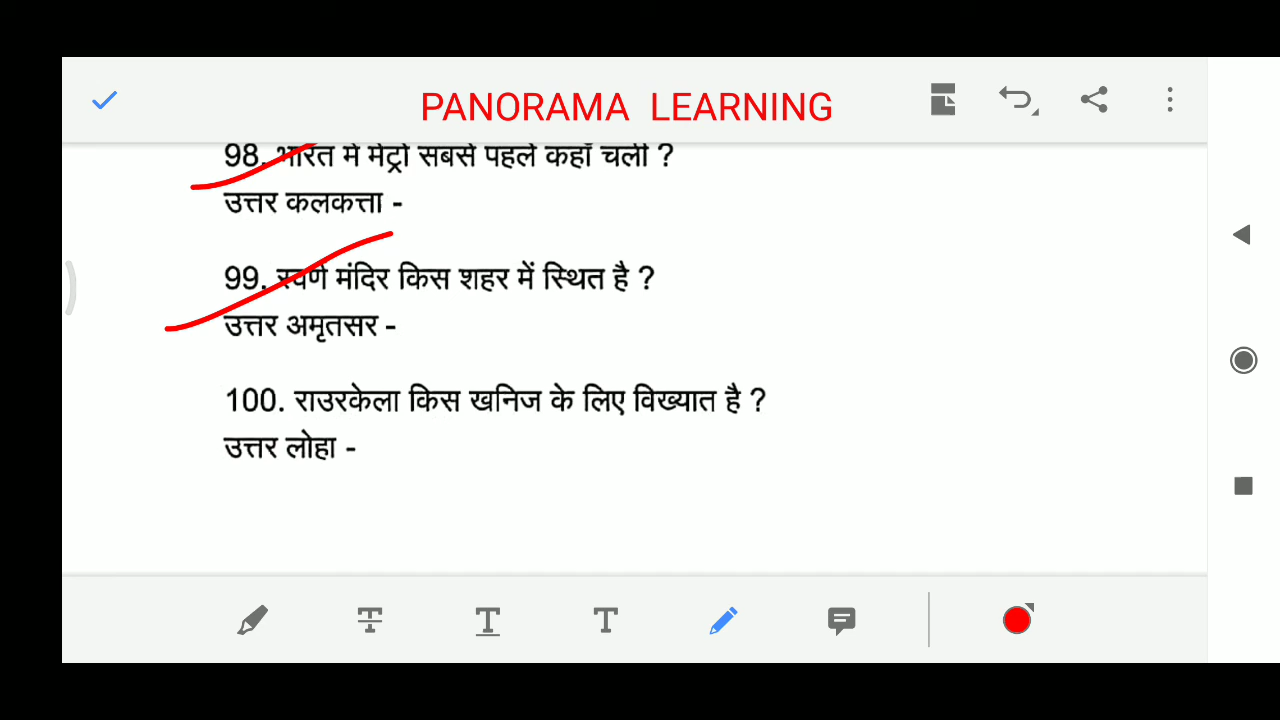 PANORAMA LEARNING
98. भारत में मेट्रो सबसे पहले कहाँ चली ?
उत्तर कलकत्ता -
99. स्वर्ण मंदिर किस शहर में स्थित है ?
उत्तर अमृतसर -
100. राउरकेला किस खनिज के लिए विख्यात है ?
उत्तर लोहा -